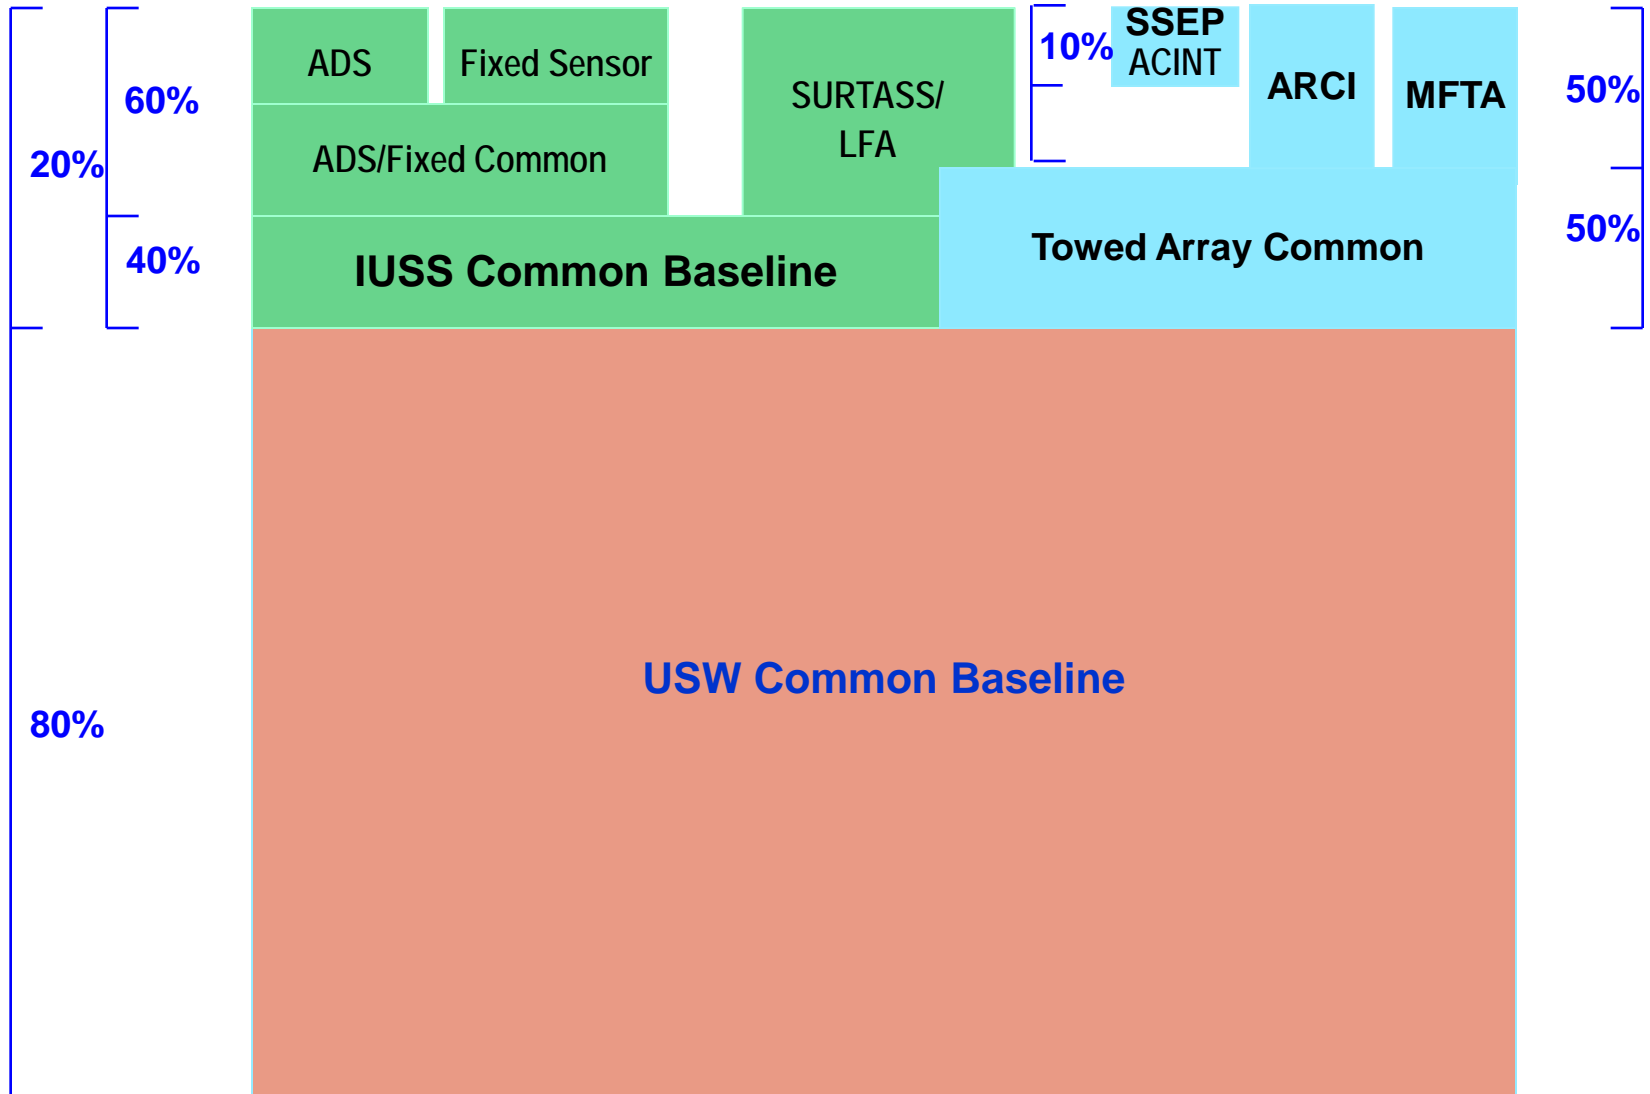 20%
80%
60%
40%
ADS
Fixed Sensor
ADS/Fixed Common
SURTASS/
LFA
IUSS Common Baseline
10%
SSEP
ACINT
ARCI
MFTA
Towed Array Common
50%
50%
USW Common Baseline